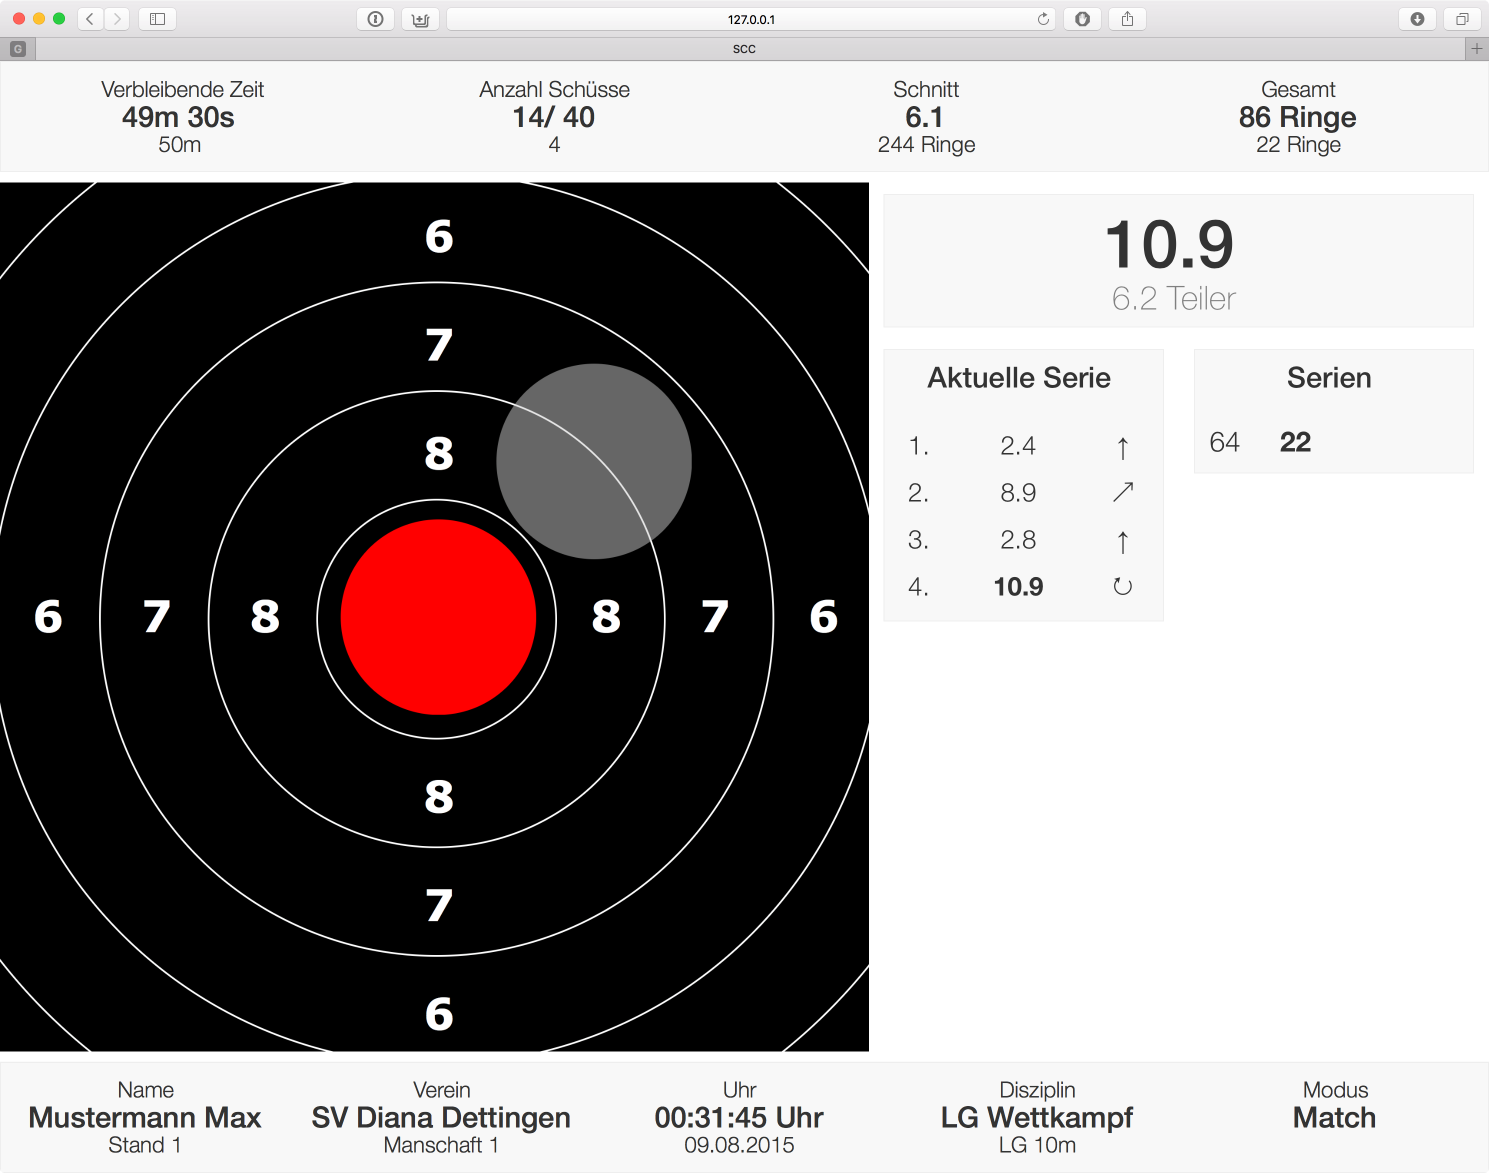 127.0.0.1
G
scc
Verbleibende Zeit
49m 30s
50m
Anzahl Schüsse
14/ 40
4
Schnitt
6.1
244 Ringe
Gesamt
86 Ringe
22 Ringe
6
7
8
6 7 8 8 7 6
8
7
6
10.9
6.2 Teiler
Aktuelle Serie
1. 2.4 ↑
2. 8.9 ↗
3. 2.8 ↑
4. 10.9 ↻
Serien
64 22
Name
Mustermann Max
Stand 1
Verein
SV Diana Dettingen
Manschaft 1
Uhr
00:31:45 Uhr
09.08.2015
Disziplin
LG Wettkampf
LG 10m
Modus
Match